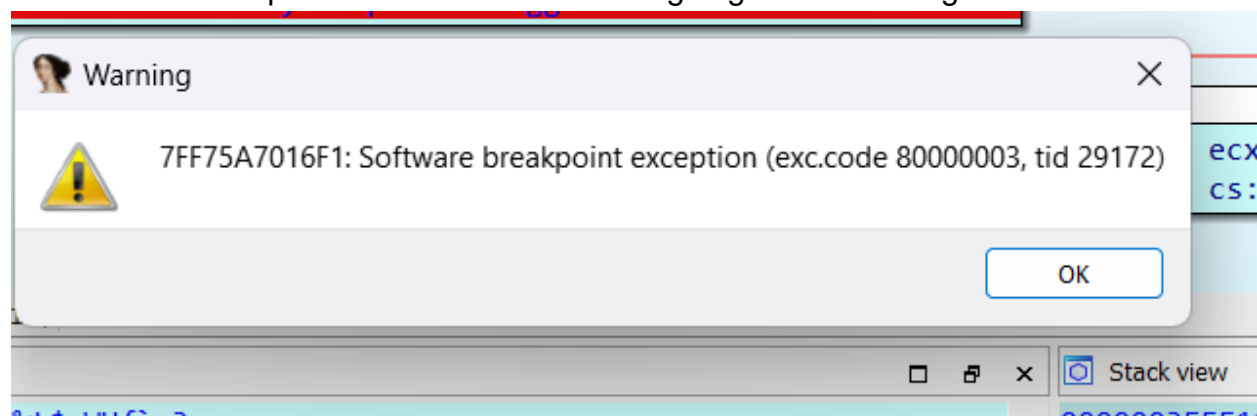 Warning
7FF75A7016F1: Software breakpoint exception (exc.code 80000003, tid 29172)
ecx
cs:
OK
Stack view